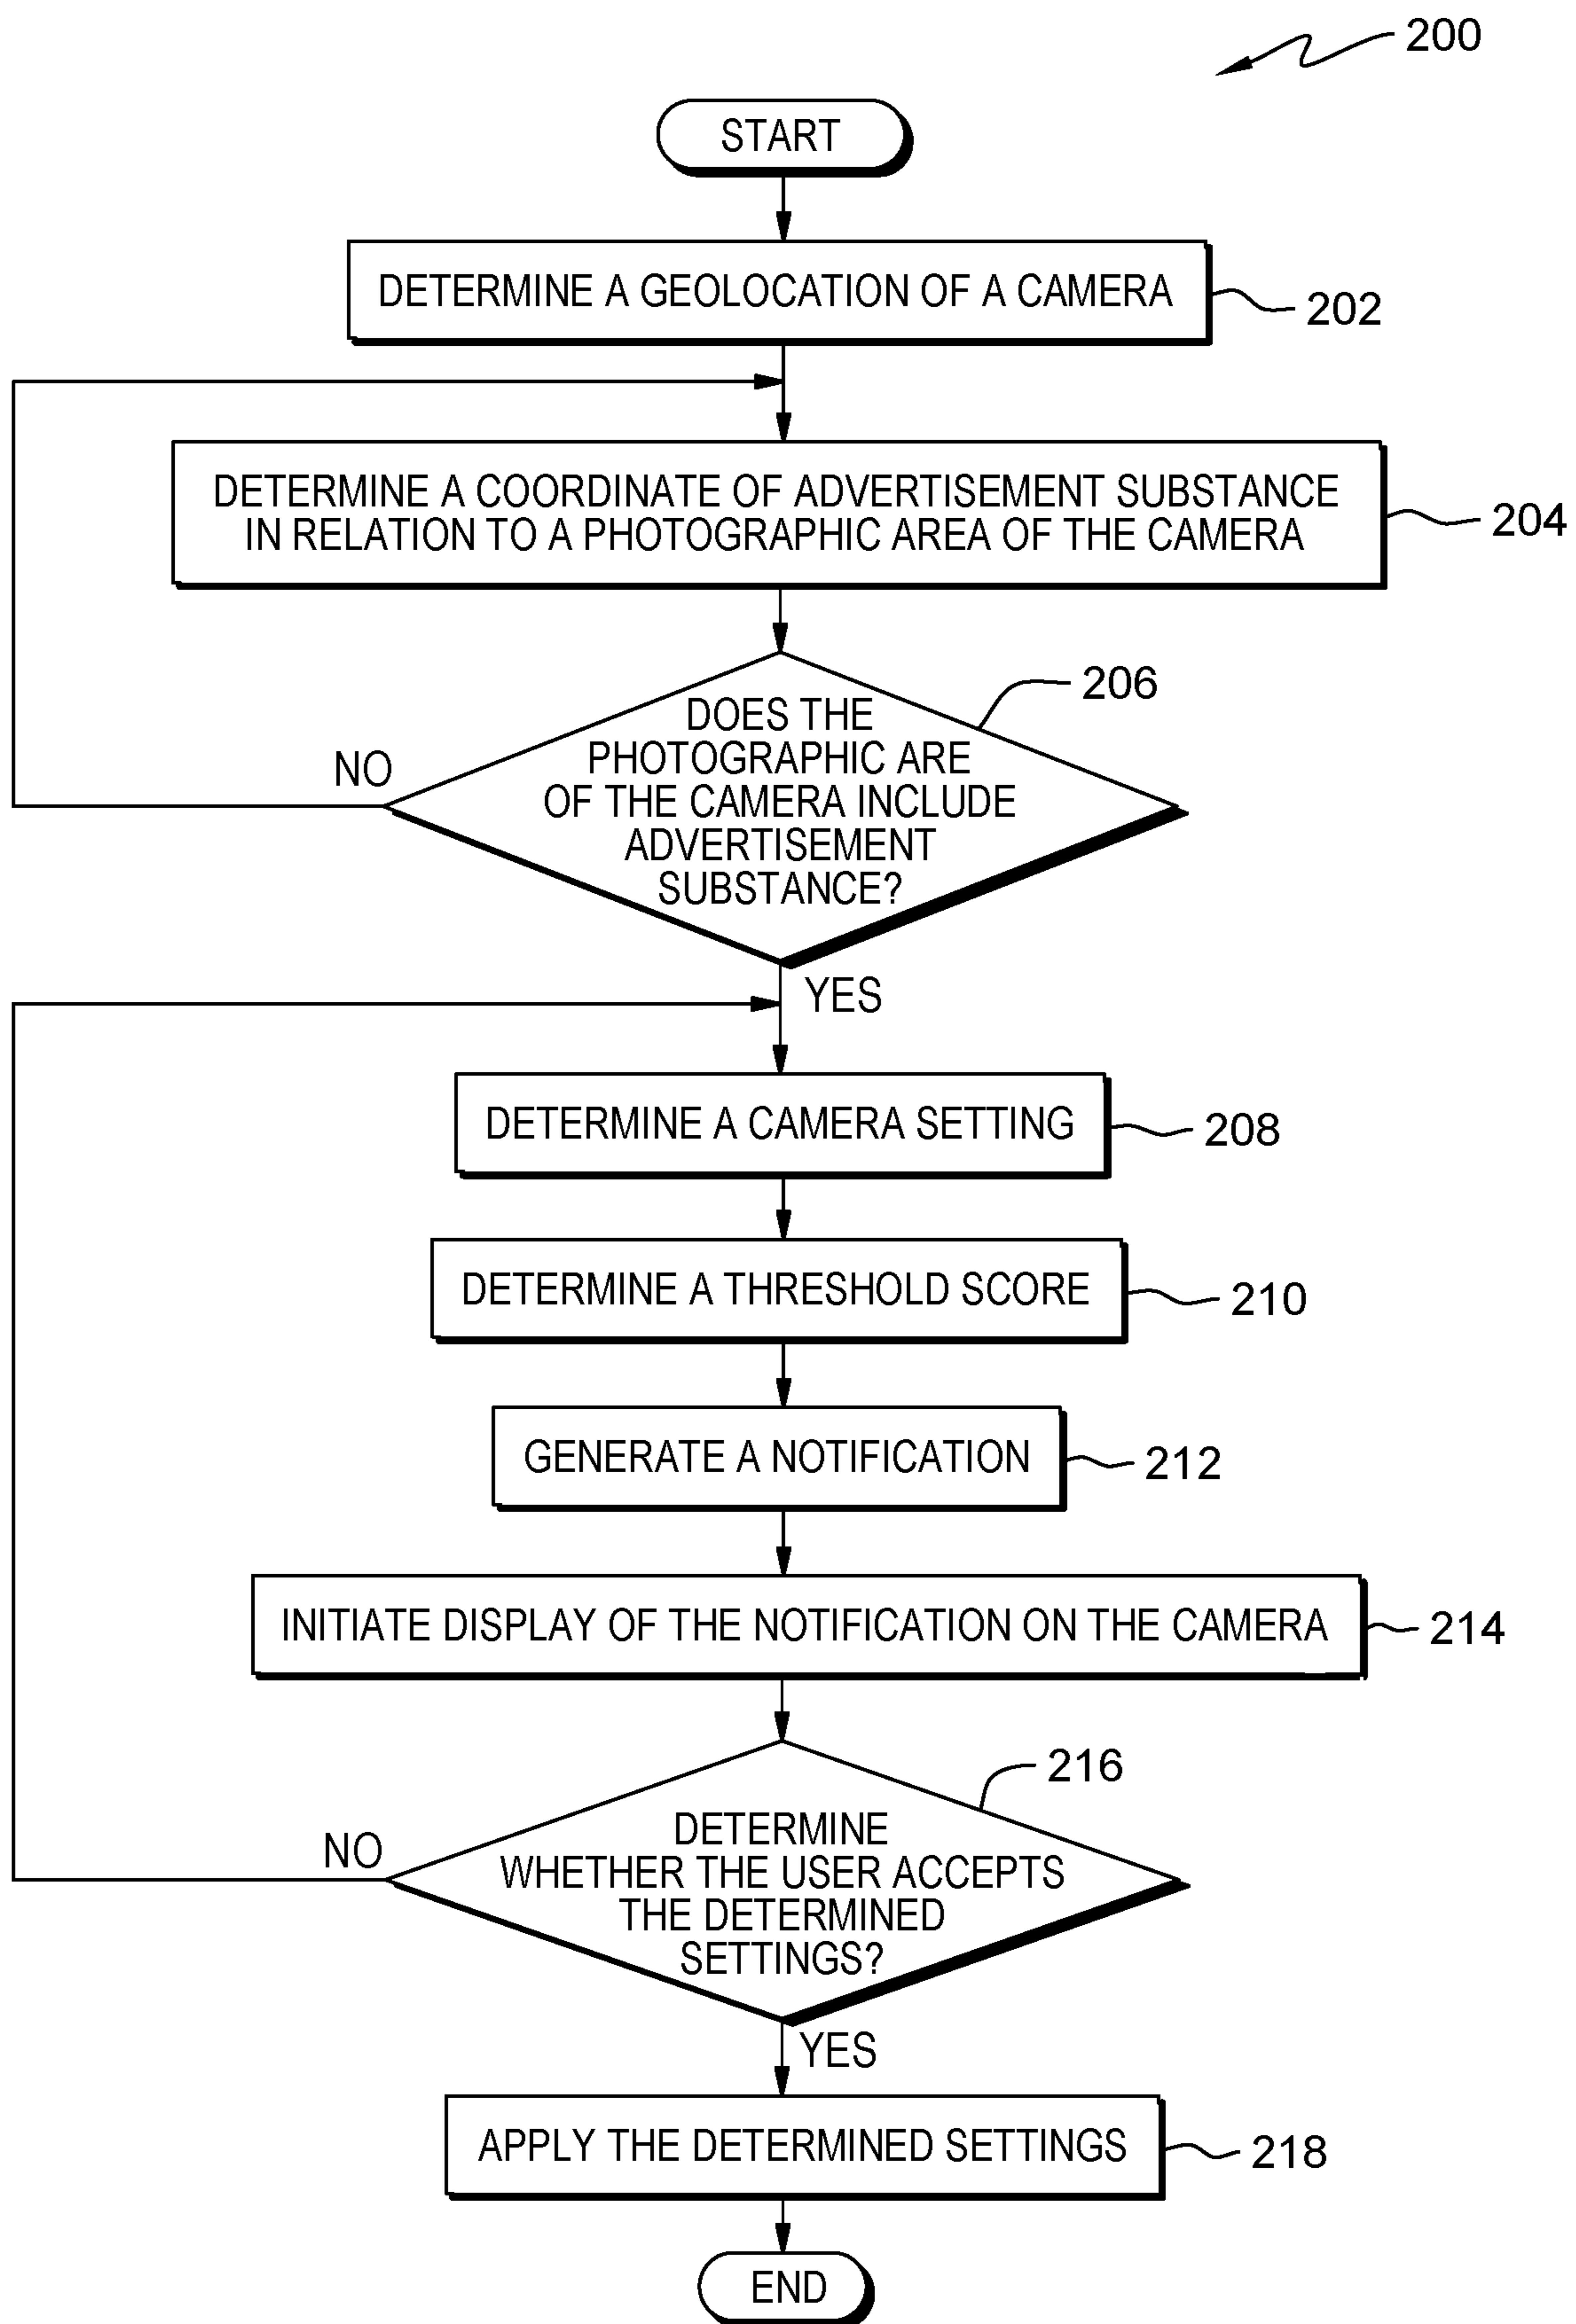 200
START
DETERMINE A GEOLOCATION OF A CAMERA
202
DETERMINE A COORDINATE OF ADVERTISEMENT SUBSTANCE
IN RELATION TO A PHOTOGRAPHIC AREA OF THE CAMERA
204
206
DOES THE
PHOTOGRAPHIC ARE
OF THE CAMERA INCLUDE
ADVERTISEMENT
SUBSTANCE?
NO
YES
DETERMINE A CAMERA SETTING
208
DETERMINE A THRESHOLD SCORE
210
GENERATE A NOTIFICATION
212
INITIATE DISPLAY OF THE NOTIFICATION ON THE CAMERA
214
216
DETERMINE
WHETHER THE USER ACCEPTS
THE DETERMINED
SETTINGS?
NO
YES
APPLY THE DETERMINED SETTINGS
218
END